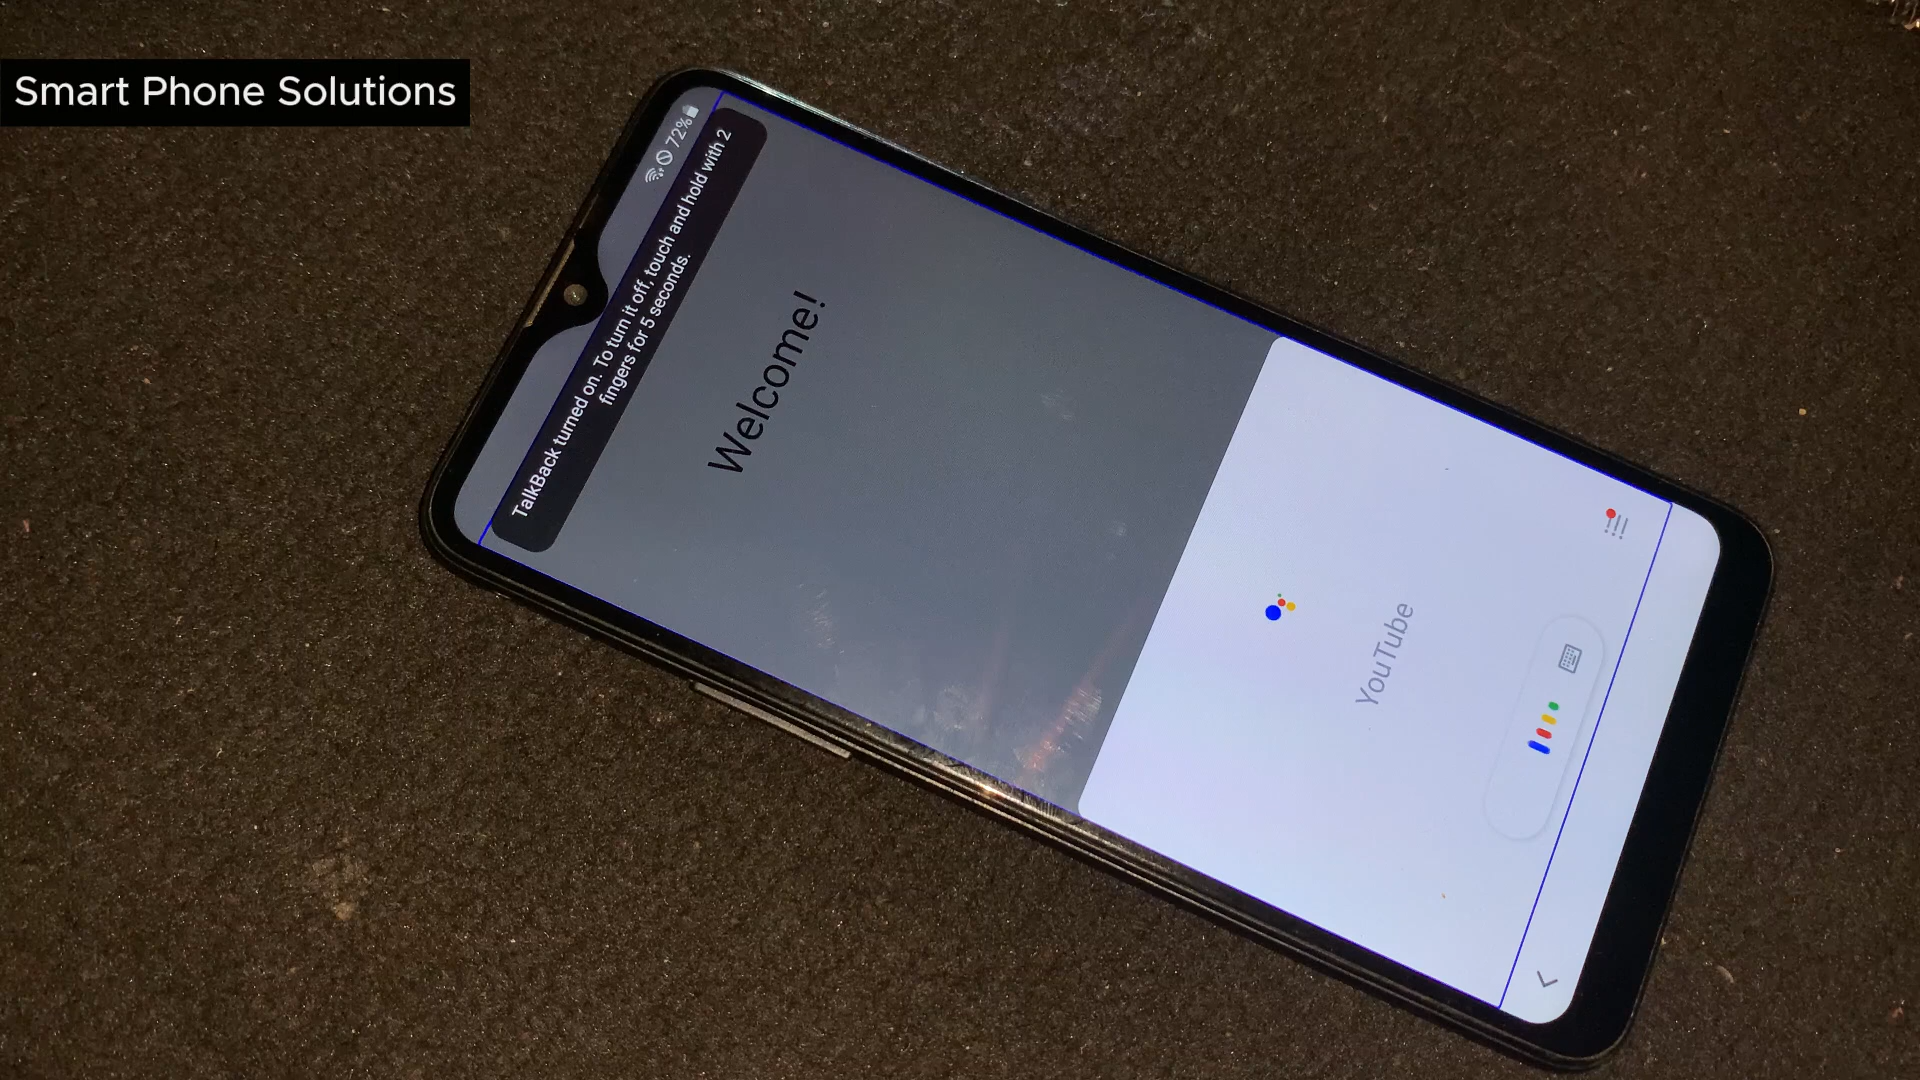 Smart Phone Solutions
72%
TalkBack turned on. To turn it off, touch and hold with 2
fingers for 5 seconds.
Welcome!
YouTube